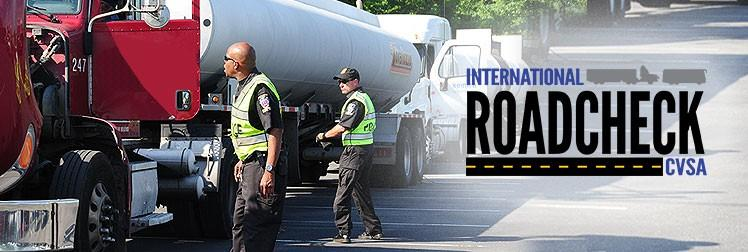 247
INTERNATIONAL
ROADCHECK
CVSA